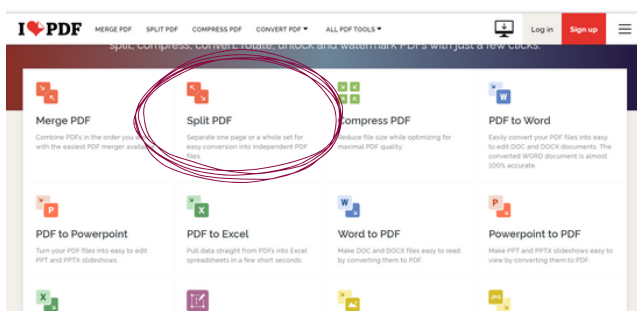 I PDF MERGE PDF SPLIT PDF COMPRESS PDF CONVERT PDF ALL PDF TOOLS Log in Sign up
split, compress, convert, rotate, unlock and watermark PDFs with just a few clicks.
Merge PDF
Combine PDFs in the order you
with the easiest PDF merger
Split PDF
Separate one page or a whole set for
easy conversion into independent PDF
files.
Compress PDF
Reduce file size while optimizing for
maximal PDF quality.
PDF to Word
Easily convert your PDF files into easy
to edit DOC and DOCX documents. The
converted WORD document is almost
100% accurate.
W
PDF to Powerpoint
Turn your PDF files into easy to edit
PPT and PPTX slideshows.
P
PDF to Excel
Pull data straight from PDFs into Excel
spreadsheets in a few short seconds.
X
Word to PDF
Make DOC and DOCX files easy to read
by converting them to PDF.
W
Powerpoint to PDF
Make PPT and PPTX slideshows easy to
view by converting them to PDF.
P
X
JPG